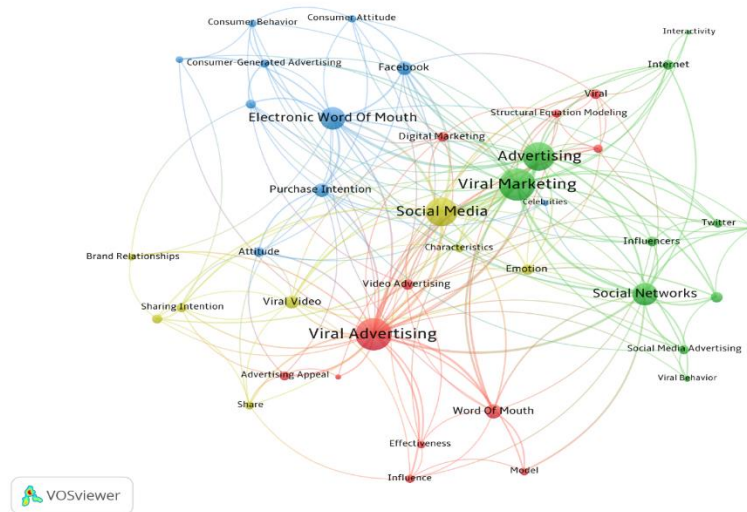 Consumer Behavior
Consumer Attitude
Interactivity
Consumer Generated Advertising
Facebook
Internet
Viral
Electronic Word Of Mouth
Structural Equation Modeling
Digital Marketing
Advertising
Purchase Intention
Viral Marketing
Social Media
Celebrities
Twitter
Brand Relationships
Attitude
Characteristics
Influencers
Video Advertising
Emotion
Sharing Intention
Viral Video
Social Networks
Viral Advertising
Social Media Advertising
Advertising Appeal
Viral Behavior
Share
Word Of Mouth
Effectiveness
Influence
Model
VOSviewer